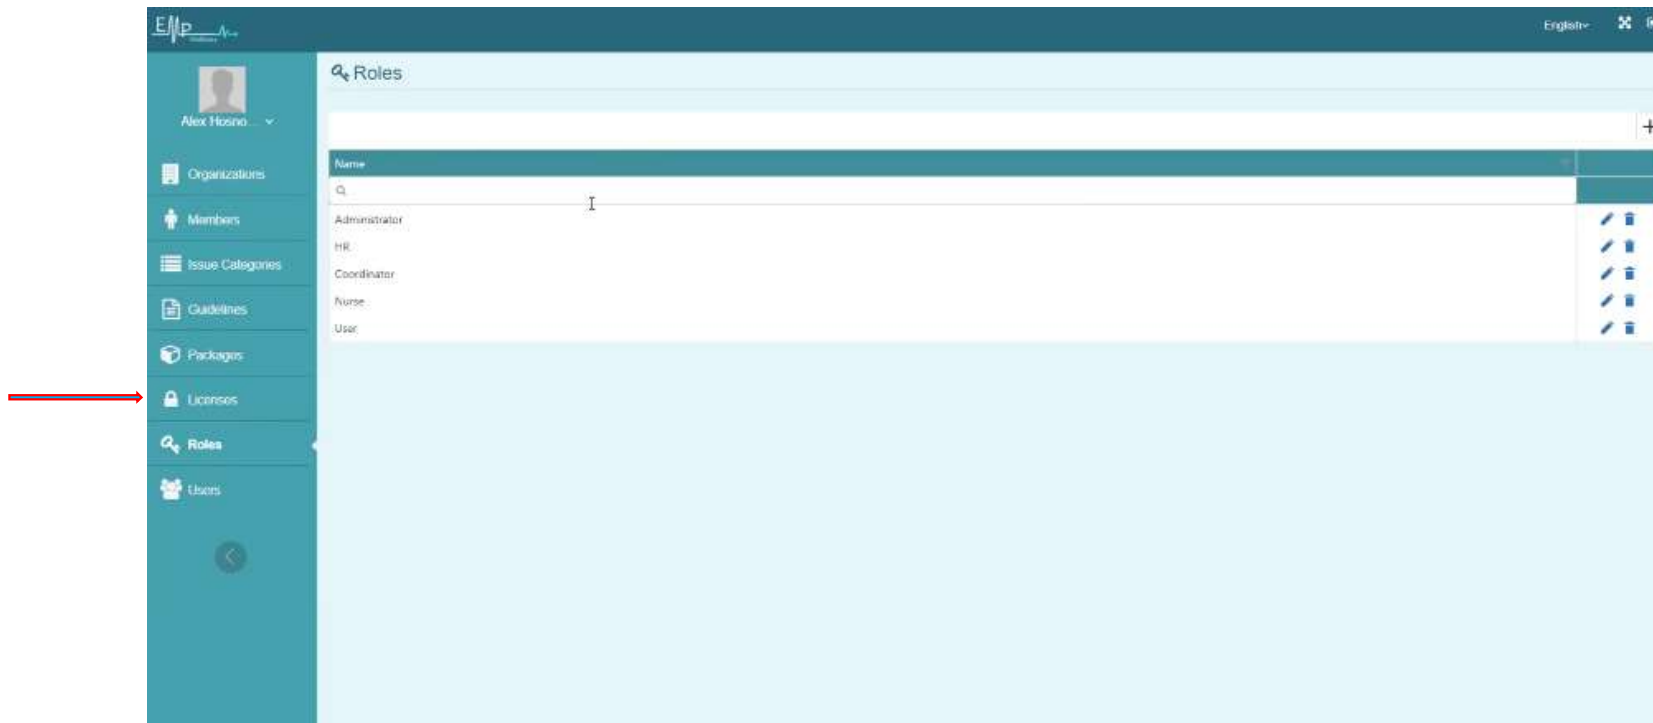 EMP
English
Roles
Alex Hosno...
Name
Organizations
Members
Issue Categories
Guidelines
Packages
Licenses
Roles
Users
Administrator
HR
Coordinator
Nurse
User